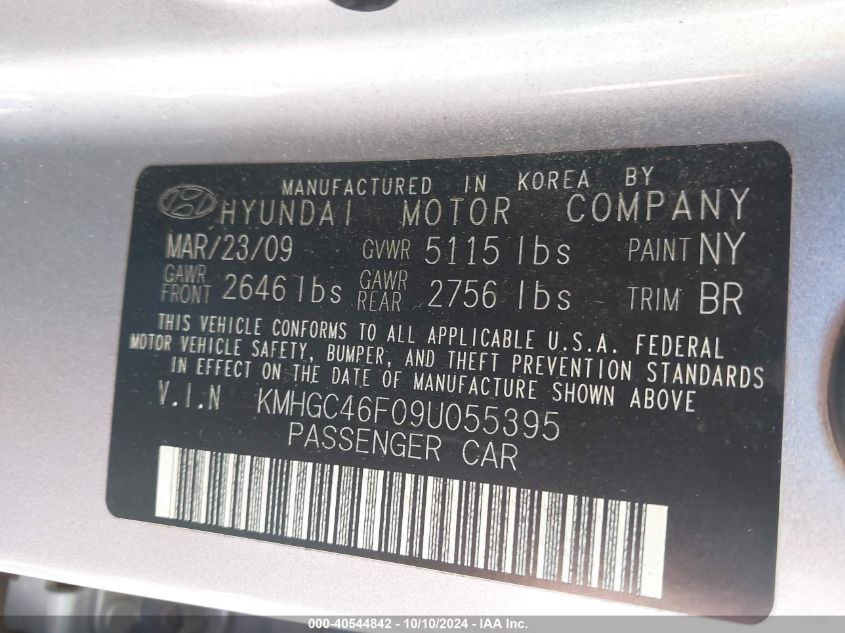 MANUFACTURED IN KOREA BY
HYUNDAI MOTOR COMPANY
MAR/23/09 GVWR 5115 lbs PAINT NY
GAWR FRONT 2646 lbs GAWR REAR 2756 lbs TRIM BR
THIS VEHICLE CONFORMS TO ALL APPLICABLE U.S.A. FEDERAL
MOTOR VEHICLE SAFETY, BUMPER, AND THEFT PREVENTION STANDARDS
IN EFFECT ON THE DATE OF MANUFACTURE SHOWN ABOVE
V.I.N KMHGC46F09U055395
PASSENGER CAR
000-40544842 - 10/10/2024 - IAA Inc.